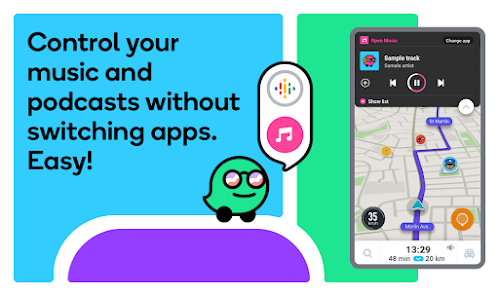 Control your
music and
podcasts without
switching apps.
Easy!
Open Music
Change app
Sample track
Sample artist
Show list
St Martin
35
km/h
Merlin Ave.
13:29
48 min 20 km